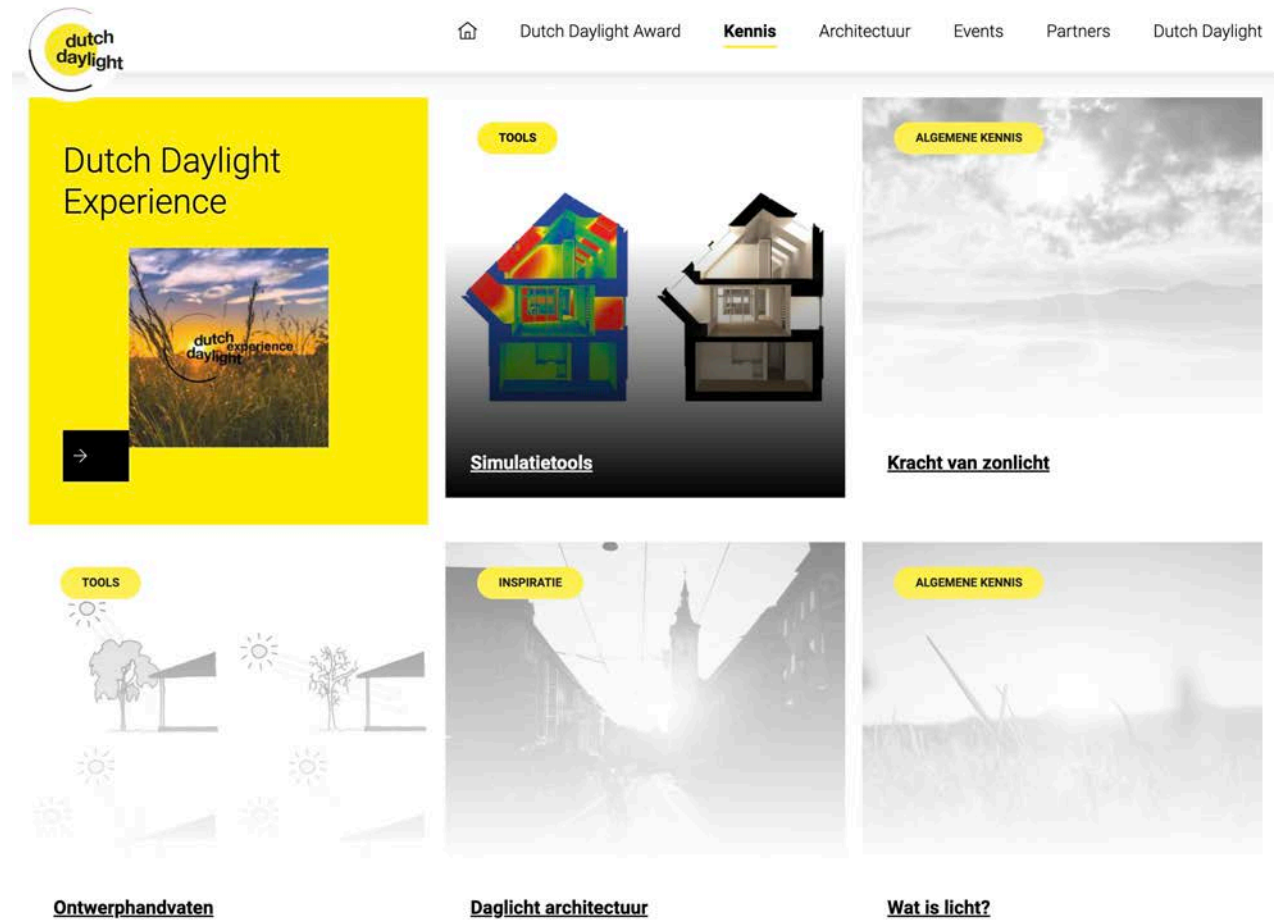 dutch
daylight
Dutch Daylight Award
Kennis
Architectuur
Events
Partners
Dutch Daylight
Dutch Daylight
Experience
dutch
daylight experience
TOOLS
Simulatietools
ALGEMENE KENNIS
Kracht van zonlicht
TOOLS
Ontwerphandvaten
INSPIRATIE
Daglicht architectuur
ALGEMENE KENNIS
Wat is licht?